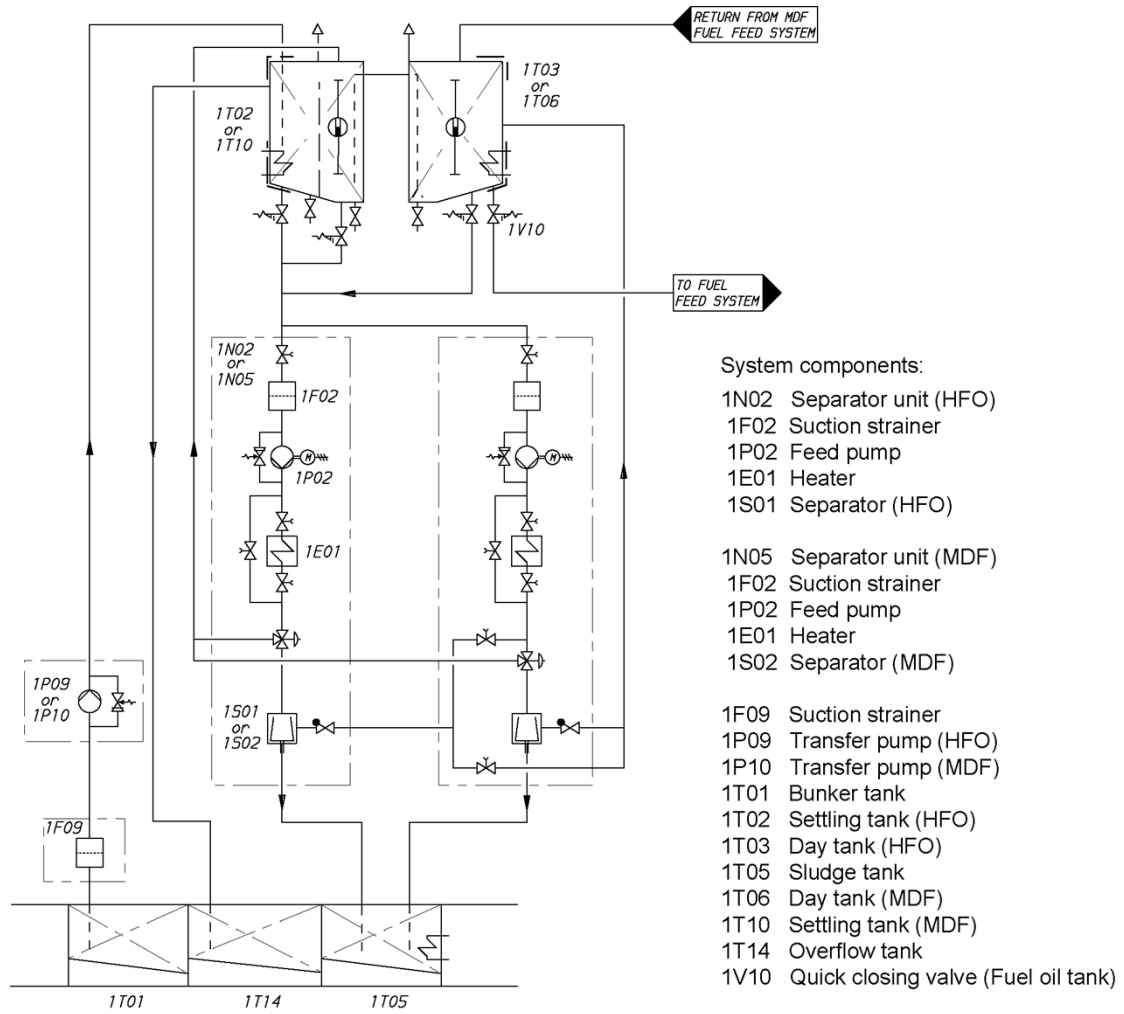 RETURN FROM MDF
FUEL FEED SYSTEM
1T03
or
1T06
1T02
or
1T10
1V10
TO FUEL
FEED SYSTEM
1N02
or
1N05
1F02
M
M
1P02
1E01
1P09
or
1P10
1S01
or
1S02
1F09
1T01
1T14
1T05
System components:
1N02 Separator unit (HFO)
1F02 Suction strainer
1P02 Feed pump
1E01 Heater
1S01 Separator (HFO)
1N05 Separator unit (MDF)
1F02 Suction strainer
1P02 Feed pump
1E01 Heater
1S02 Separator (MDF)
1F09 Suction strainer
1P09 Transfer pump (HFO)
1P10 Transfer pump (MDF)
1T01 Bunker tank
1T02 Settling tank (HFO)
1T03 Day tank (HFO)
1T05 Sludge tank
1T06 Day tank (MDF)
1T10 Settling tank (MDF)
1T14 Overflow tank
1V10 Quick closing valve (Fuel oil tank)